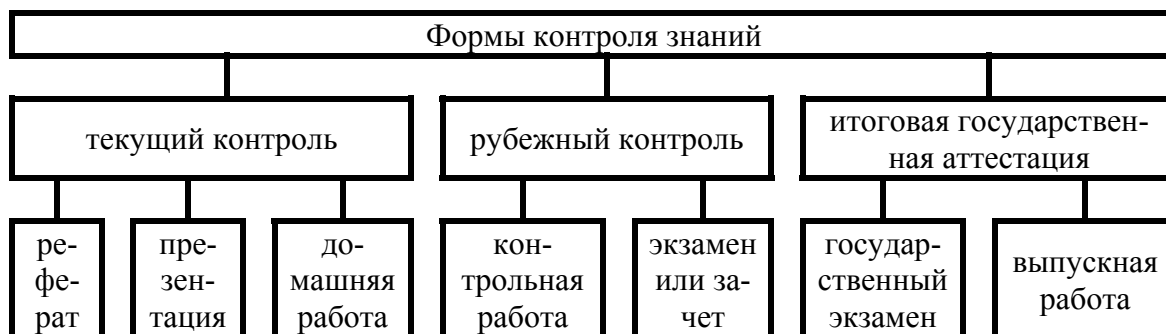 Формы контроля знаний
текущий контроль
рубежный контроль
итоговая государствен-
ная аттестация
ре-
фе-
рат
пре-
зен-
тация
до-
машняя
работа
кон-
трольная
работа
экзамен
или за-
чет
государ-
ственный
экзамен
выпускная
работа